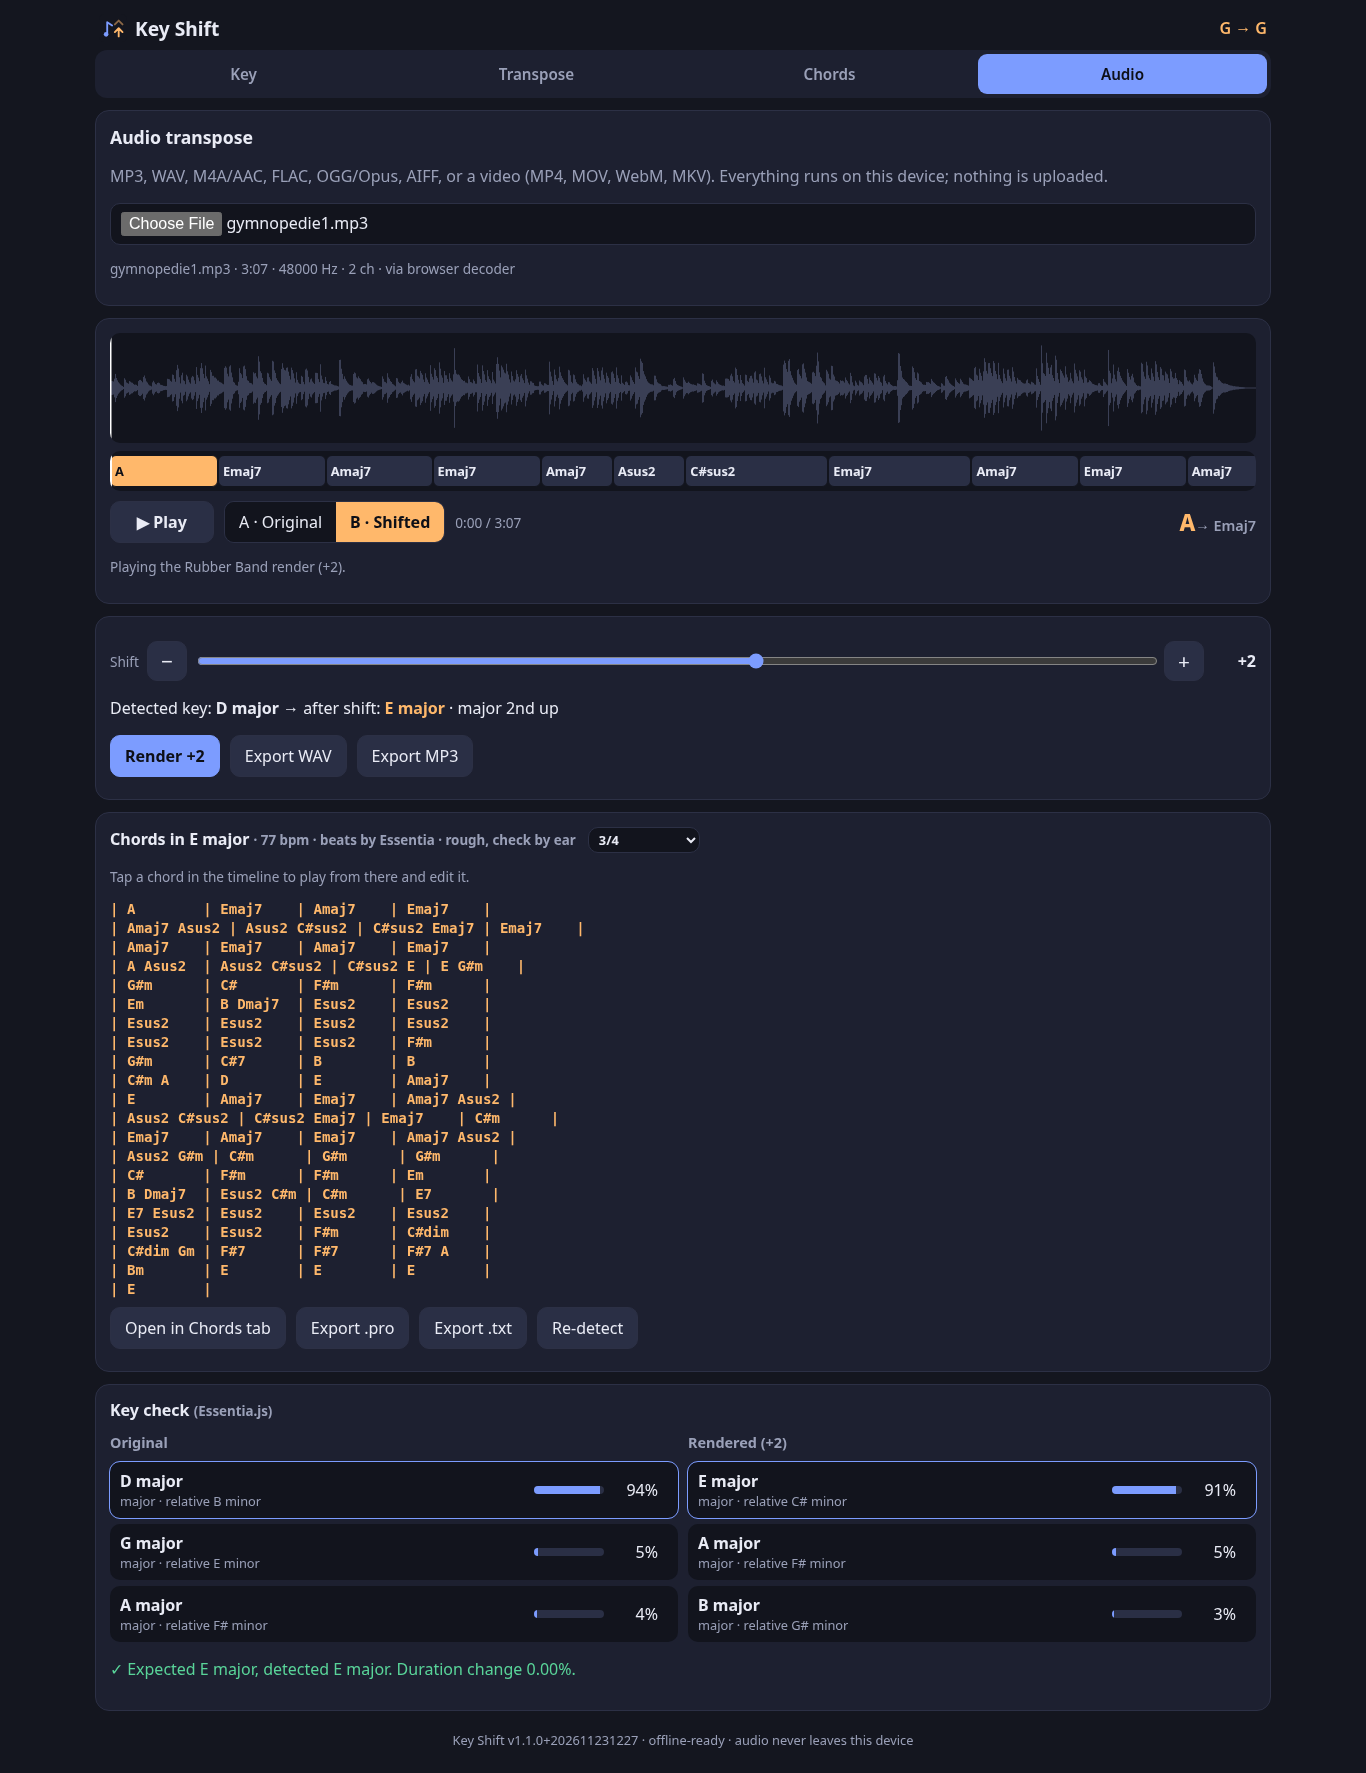 Key Shift
G → G
Key Transpose Chords Audio
Audio transpose
MP3, WAV, M4A/AAC, FLAC, OGG/Opus, AIFF, or a video (MP4, MOV, WebM, MKV). Everything runs on this device; nothing is uploaded.
Choose File gymnopedie1.mp3
gymnopedie1.mp3 · 3:07 · 48000 Hz · 2 ch · via browser decoder
A Emaj7 Amaj7 Emaj7 Amaj7 Asus2 C#sus2 Emaj7 Amaj7 Emaj7 Amaj7
▶ Play A · Original B · Shifted 0:00 / 3:07 A → Emaj7
Playing the Rubber Band render (+2).
Shift − + +2
Detected key: D major → after shift: E major · major 2nd up
Render +2 Export WAV Export MP3
Chords in E major · 77 bpm · beats by Essentia · rough, check by ear 3/4
Tap a chord in the timeline to play from there and edit it.
| A | Emaj7 | Amaj7 | Emaj7 |
| Amaj7 Asus2 | Asus2 C#sus2 | C#sus2 Emaj7 | Emaj7 |
| Amaj7 | Emaj7 | Amaj7 | Emaj7 |
| A Asus2 | Asus2 C#sus2 | C#sus2 E | E G#m |
| G#m | C# | F#m | F#m |
| Em | B Dmaj7 | Esus2 | Esus2 |
| Esus2 | Esus2 | Esus2 | Esus2 |
| Esus2 | Esus2 | Esus2 | F#m |
| G#m | C#7 | B | B |
| C#m A | D | E | Amaj7 |
| E | Amaj7 | Emaj7 | Amaj7 Asus2 |
| Asus2 C#sus2 | C#sus2 Emaj7 | Emaj7 | C#m |
| Emaj7 | Amaj7 | Emaj7 | Amaj7 Asus2 |
| Asus2 G#m | C#m | G#m | G#m |
| C# | F#m | F#m | Em |
| B Dmaj7 | Esus2 C#m | C#m | E7 |
| E7 Esus2 | Esus2 | Esus2 | Esus2 |
| Esus2 | Esus2 | F#m | C#dim |
| C#dim Gm | F#7 | F#7 | F#7 A |
| Bm | E | E | E |
| E |
Open in Chords tab Export .pro Export .txt Re-detect
Key check (Essentia.js)
Original
D major
major · relative B minor
94%
G major
major · relative E minor
5%
A major
major · relative F# minor
4%
Rendered (+2)
E major
major · relative C# minor
91%
A major
major · relative F# minor
5%
B major
major · relative G# minor
3%
✓ Expected E major, detected E major. Duration change 0.00%.
Key Shift v1.1.0+202611231227 · offline-ready · audio never leaves this device